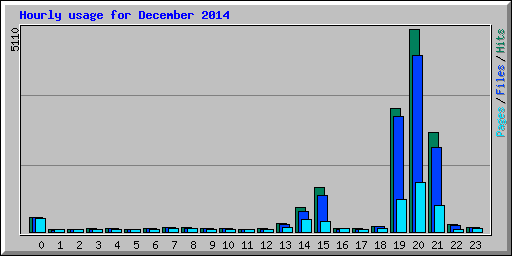 Hourly usage for December 2014
5110
Pages/Files/Hits
0 1 2 3 4 5 6 7 8 9 10 11 12 13 14 15 16 17 18 19 20 21 22 23